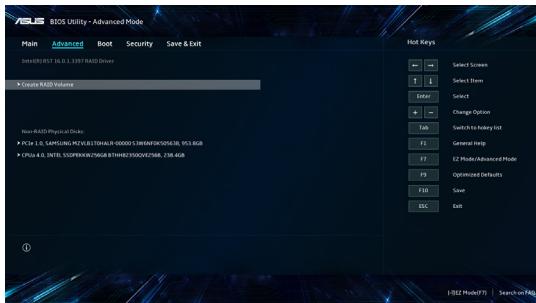 ASUS BIOS Utility - Advanced Mode
Main Advanced Boot Security Save & Exit
Hot Keys
Intel(R) RST 16.0.1.3397 RAID Driver
Create RAID Volume
Non-RAID Physical Disks:
PCIe 1.0, SAMSUNG MZVLB1T0HALR-00000 S3W6NF0K505638, 953.8GB
CPUa 4.0, INTEL SSDPEKKW256G8 BTHH82350QVE256B, 238.4GB
← → Select Screen
↑ ↓ Select Item
Enter Select
+ − Change Option
Tab Switch to hokey list
F1 General Help
F7 EZ Mode/Advanced Mode
F9 Optimized Defaults
F10 Save
ESC Exit
EZ Mode(F7) | Search on FAQ